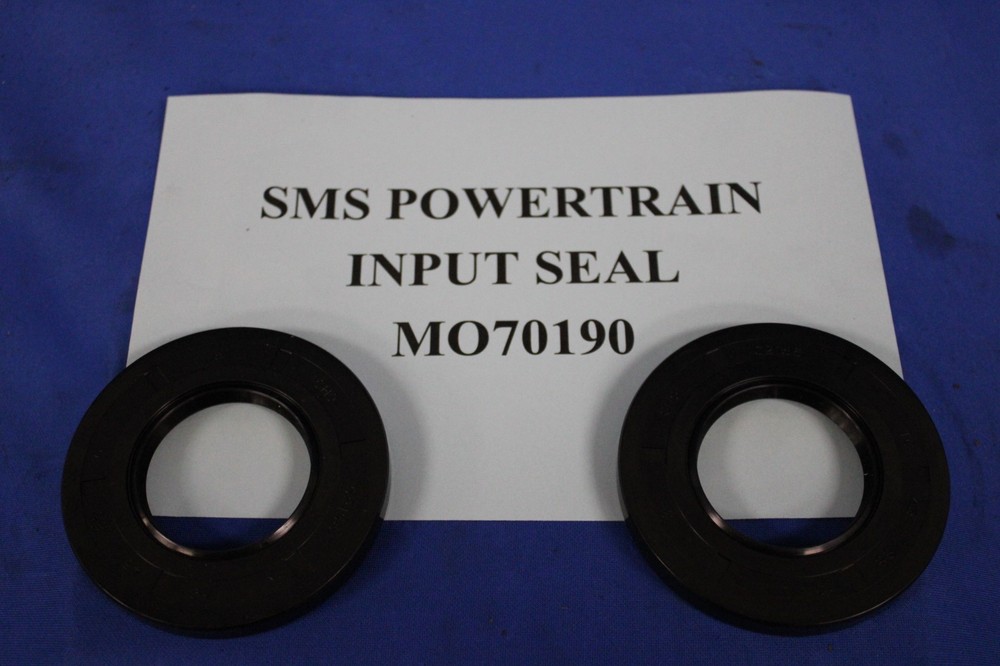 SMS POWERTRAIN
INPUT SEAL
MO70190